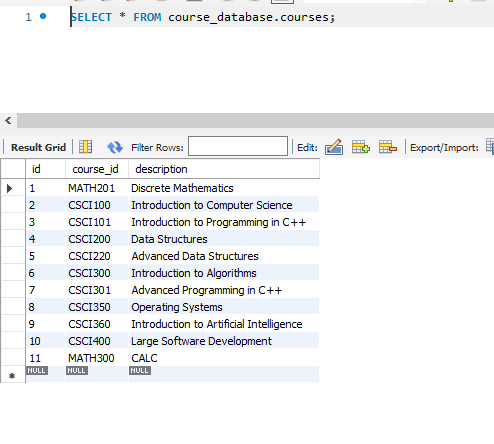 1 SELECT * FROM course_database.courses;
Result Grid Filter Rows: Edit: Export/Import:
id course_id description
1 MATH201 Discrete Mathematics
2 CSCI100 Introduction to Computer Science
3 CSCI101 Introduction to Programming in C++
4 CSCI200 Data Structures
5 CSCI220 Advanced Data Structures
6 CSCI300 Introduction to Algorithms
7 CSCI301 Advanced Programming in C++
8 CSCI350 Operating Systems
9 CSCI360 Introduction to Artificial Intelligence
10 CSCI400 Large Software Development
11 MATH300 CALC
NULL NULL NULL